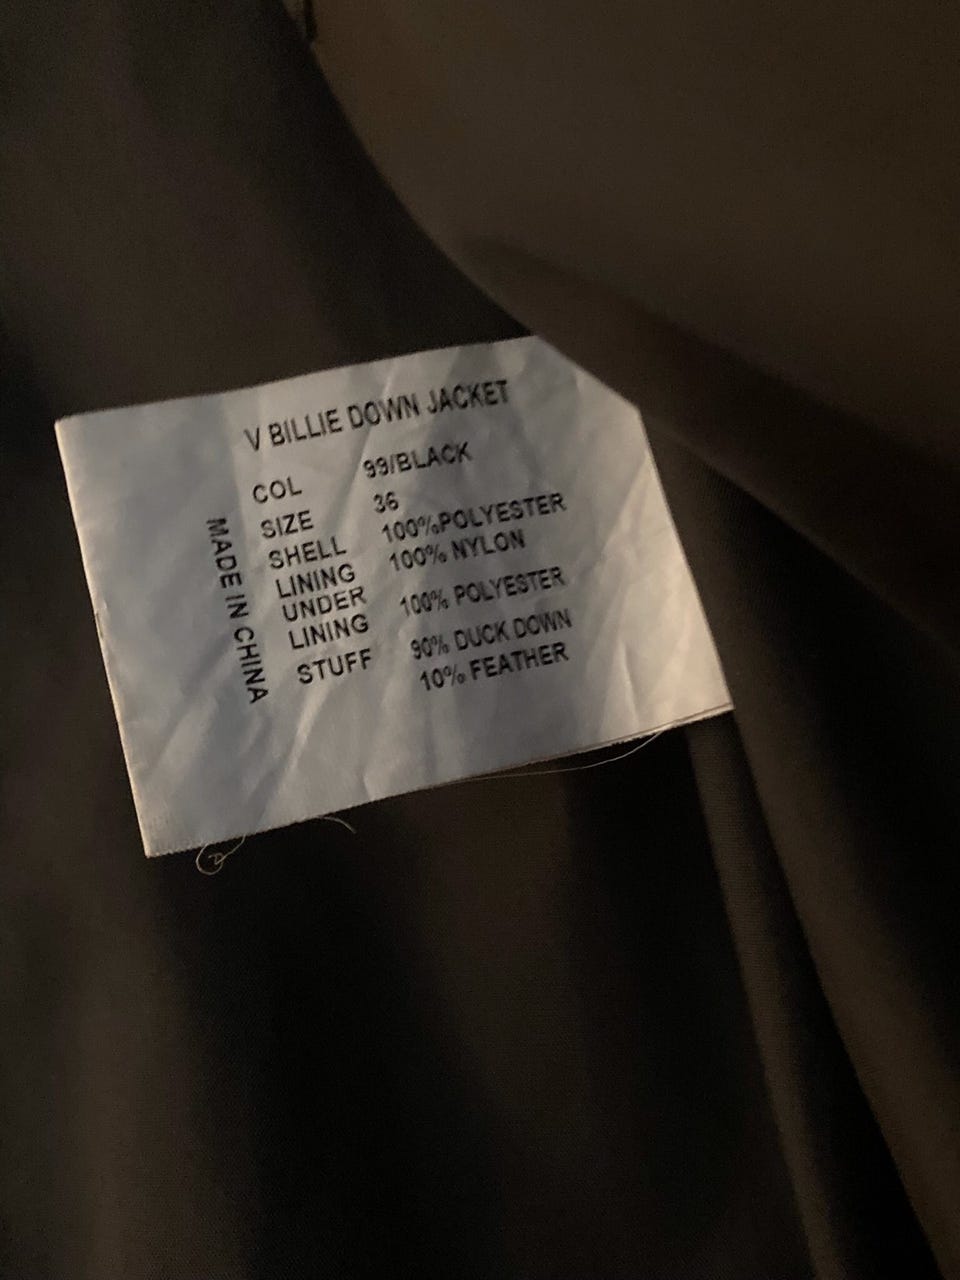 V BILLIE DOWN JACKET
COL 99/BLACK
SIZE 36
SHELL 100%POLYESTER
LINING 100% NYLON
UNDER
LINING 100% POLYESTER
STUFF 90% DUCK DOWN
10% FEATHER
MADE IN CHINA